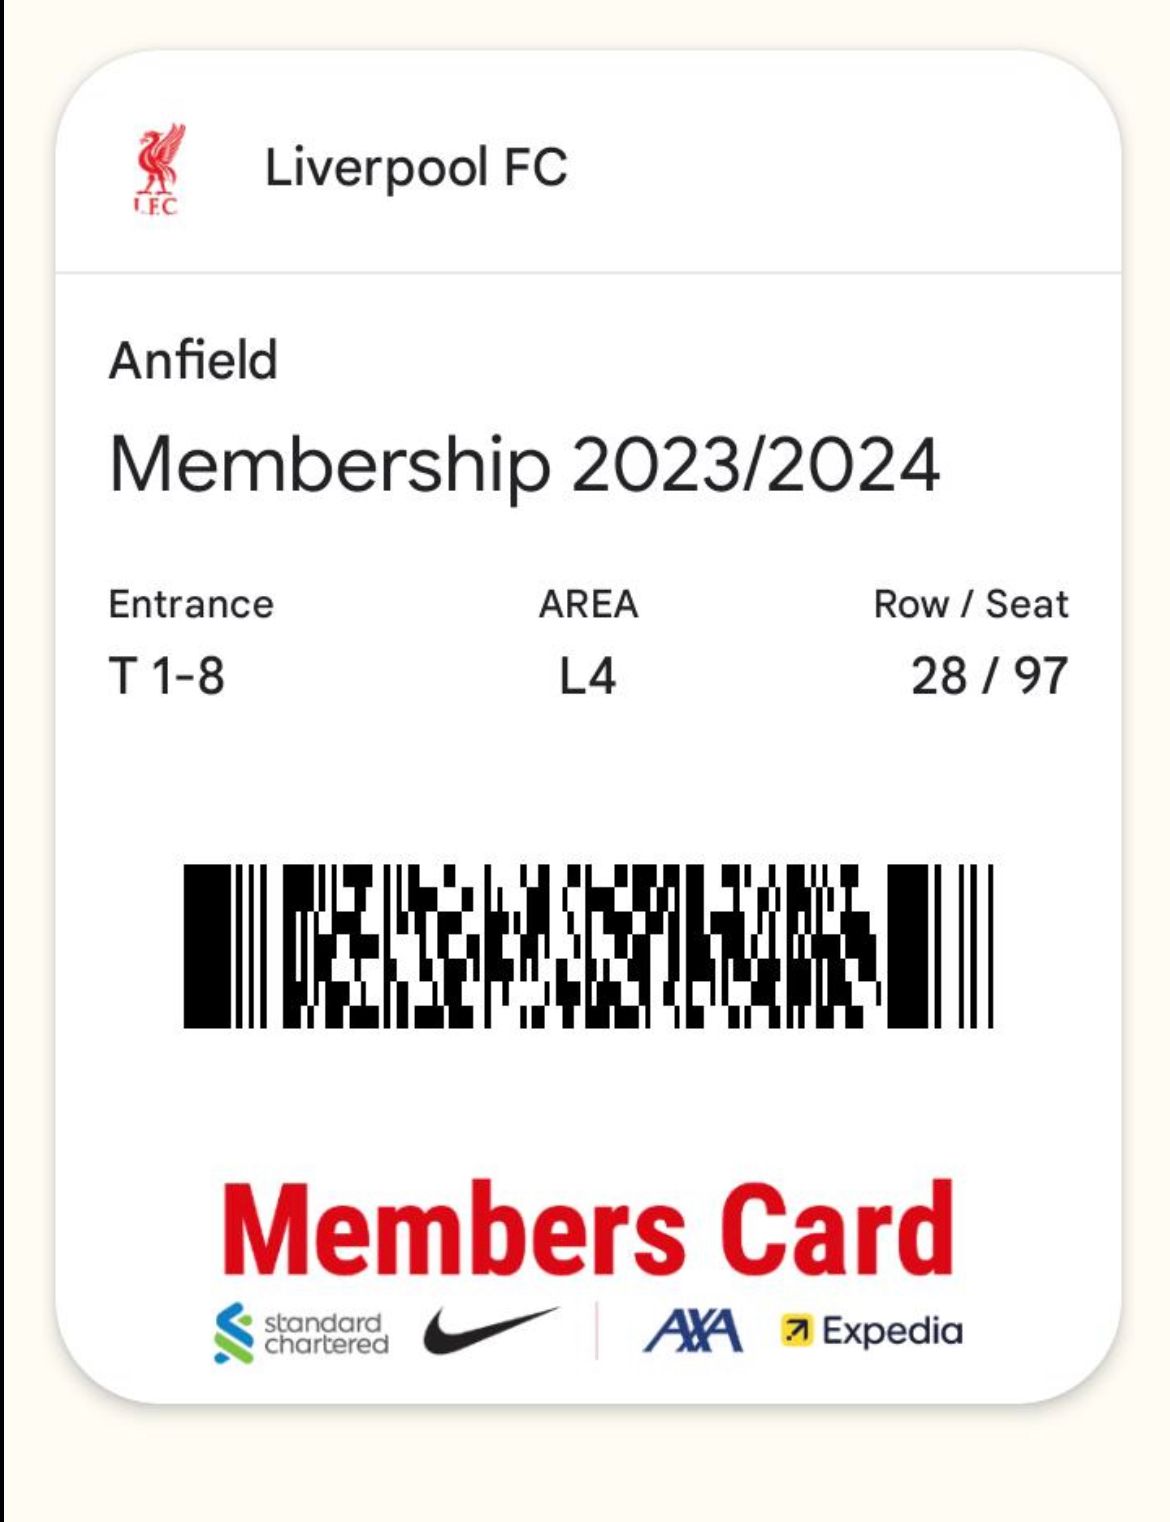 L.F.C
Liverpool FC
Anfield
Membership 2023/2024
Entrance AREA Row / Seat
T 1-8 L4 28 / 97
Members Card
standard
chartered
AXA Expedia